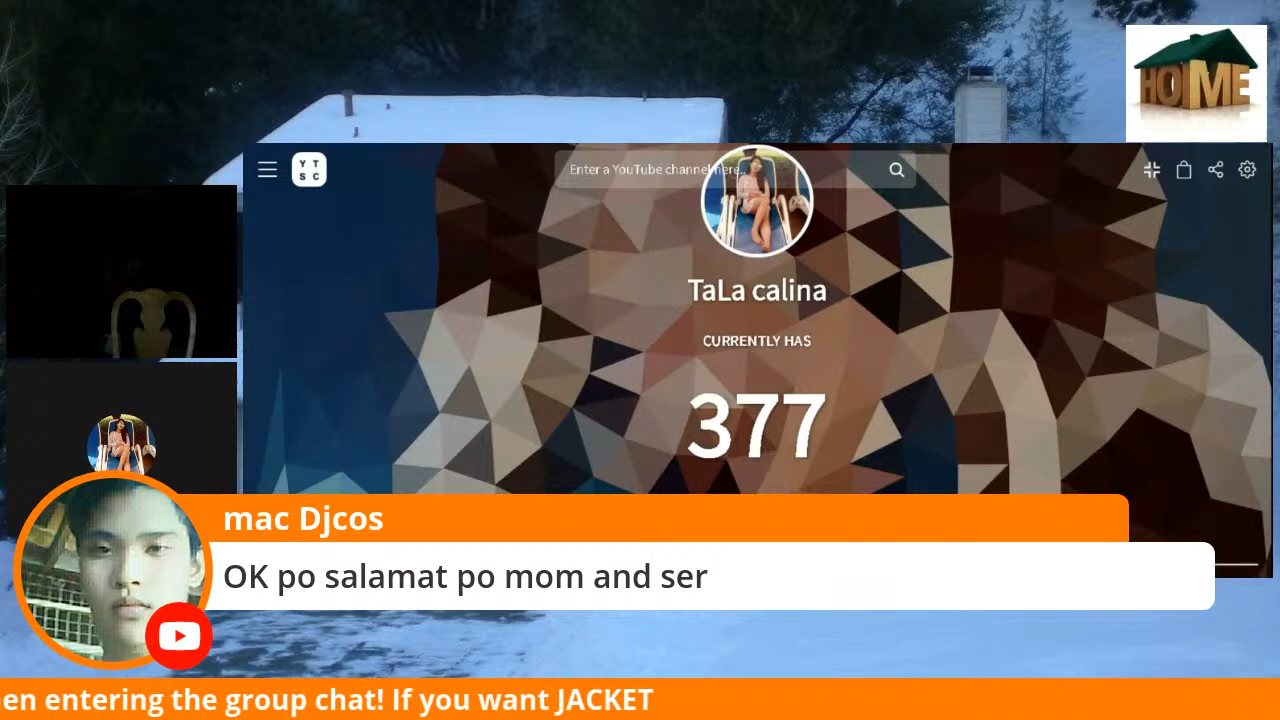 HOME
Y T
S C
Enter a YouTube channel here..
TaLa calina
CURRENTLY HAS
377
mac Djcos
OK po salamat po mom and ser
en entering the group chat! If you want JACKET